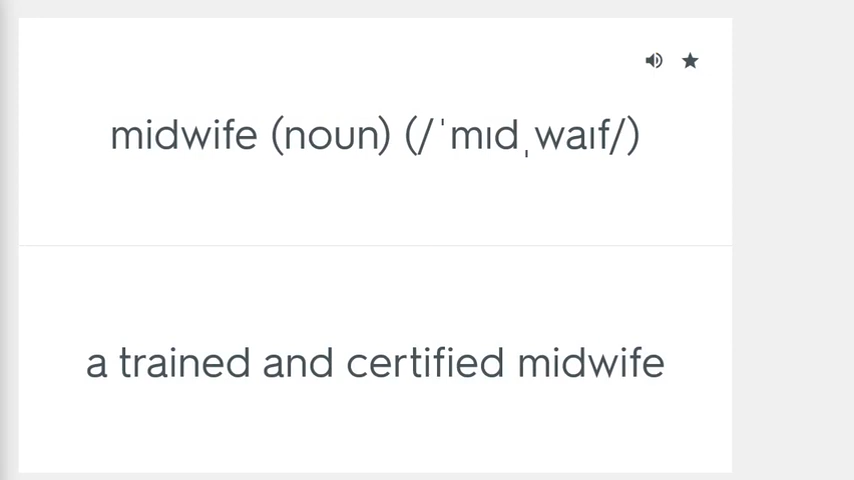 midwife (noun) (/ˈmɪdˌwaɪf/)
a trained and certified midwife